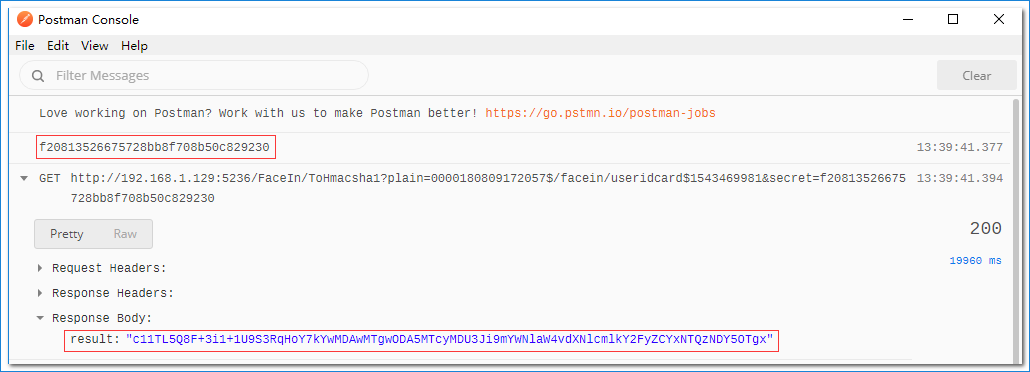 Postman Console
File Edit View Help
Filter Messages
Clear
Love working on Postman? Work with us to make Postman better! https://go.pstmn.io/postman-jobs
f20813526675728bb8f708b50c829230 13:39:41.377
GET http://192.168.1.129:5236/FaceIn/ToHmacsha1?plain=0000180809172057$/facein/useridcard$1543469981&secret=f20813526675 13:39:41.394
728bb8f708b50c829230
200
Pretty Raw
19960 ms
Request Headers:
Response Headers:
Response Body:
result: "c11TL5Q8F+3i1+1U9S3RqHoY7kYwMDAwMTgwODA5MTcyMDU3Ji9mYWNlaW4vdXNlcmlkY2FyZCYxNTQzNDY5OTgx"